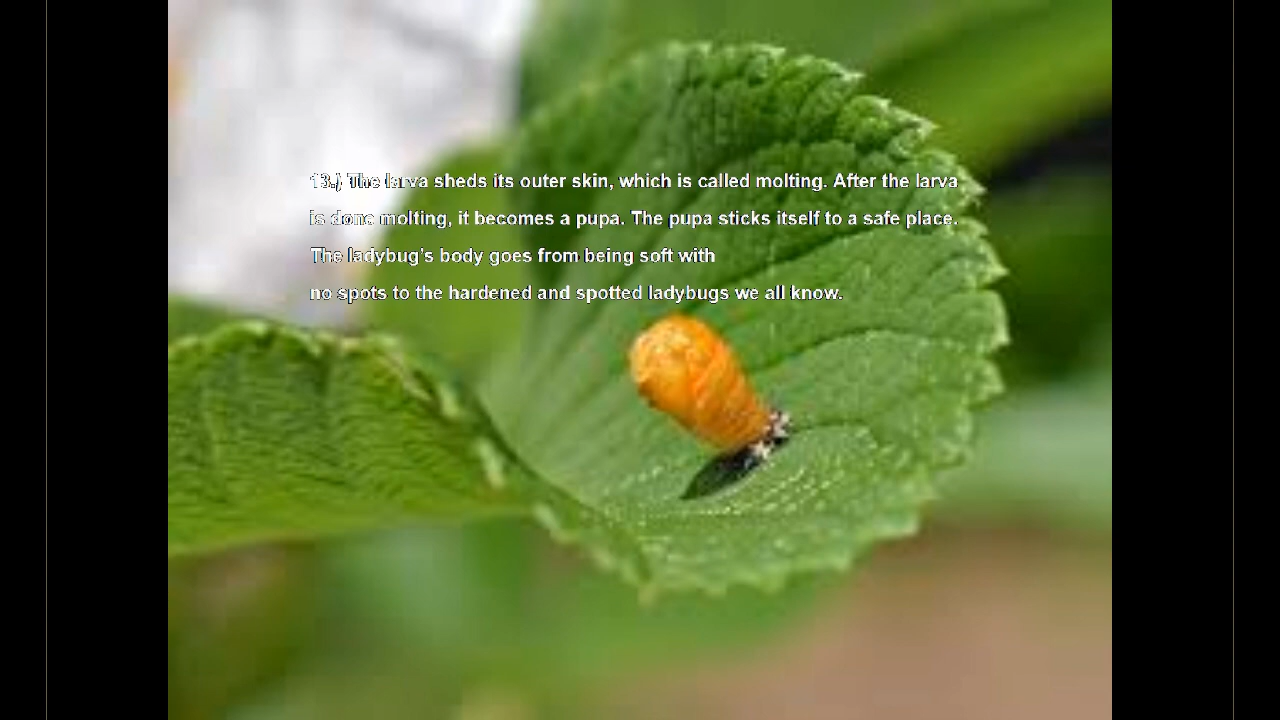 13.) The larva sheds its outer skin, which is called molting. After the larva
is done molting, it becomes a pupa. The pupa sticks itself to a safe place.
The ladybug's body goes from being soft with
no spots to the hardened and spotted ladybugs we all know.